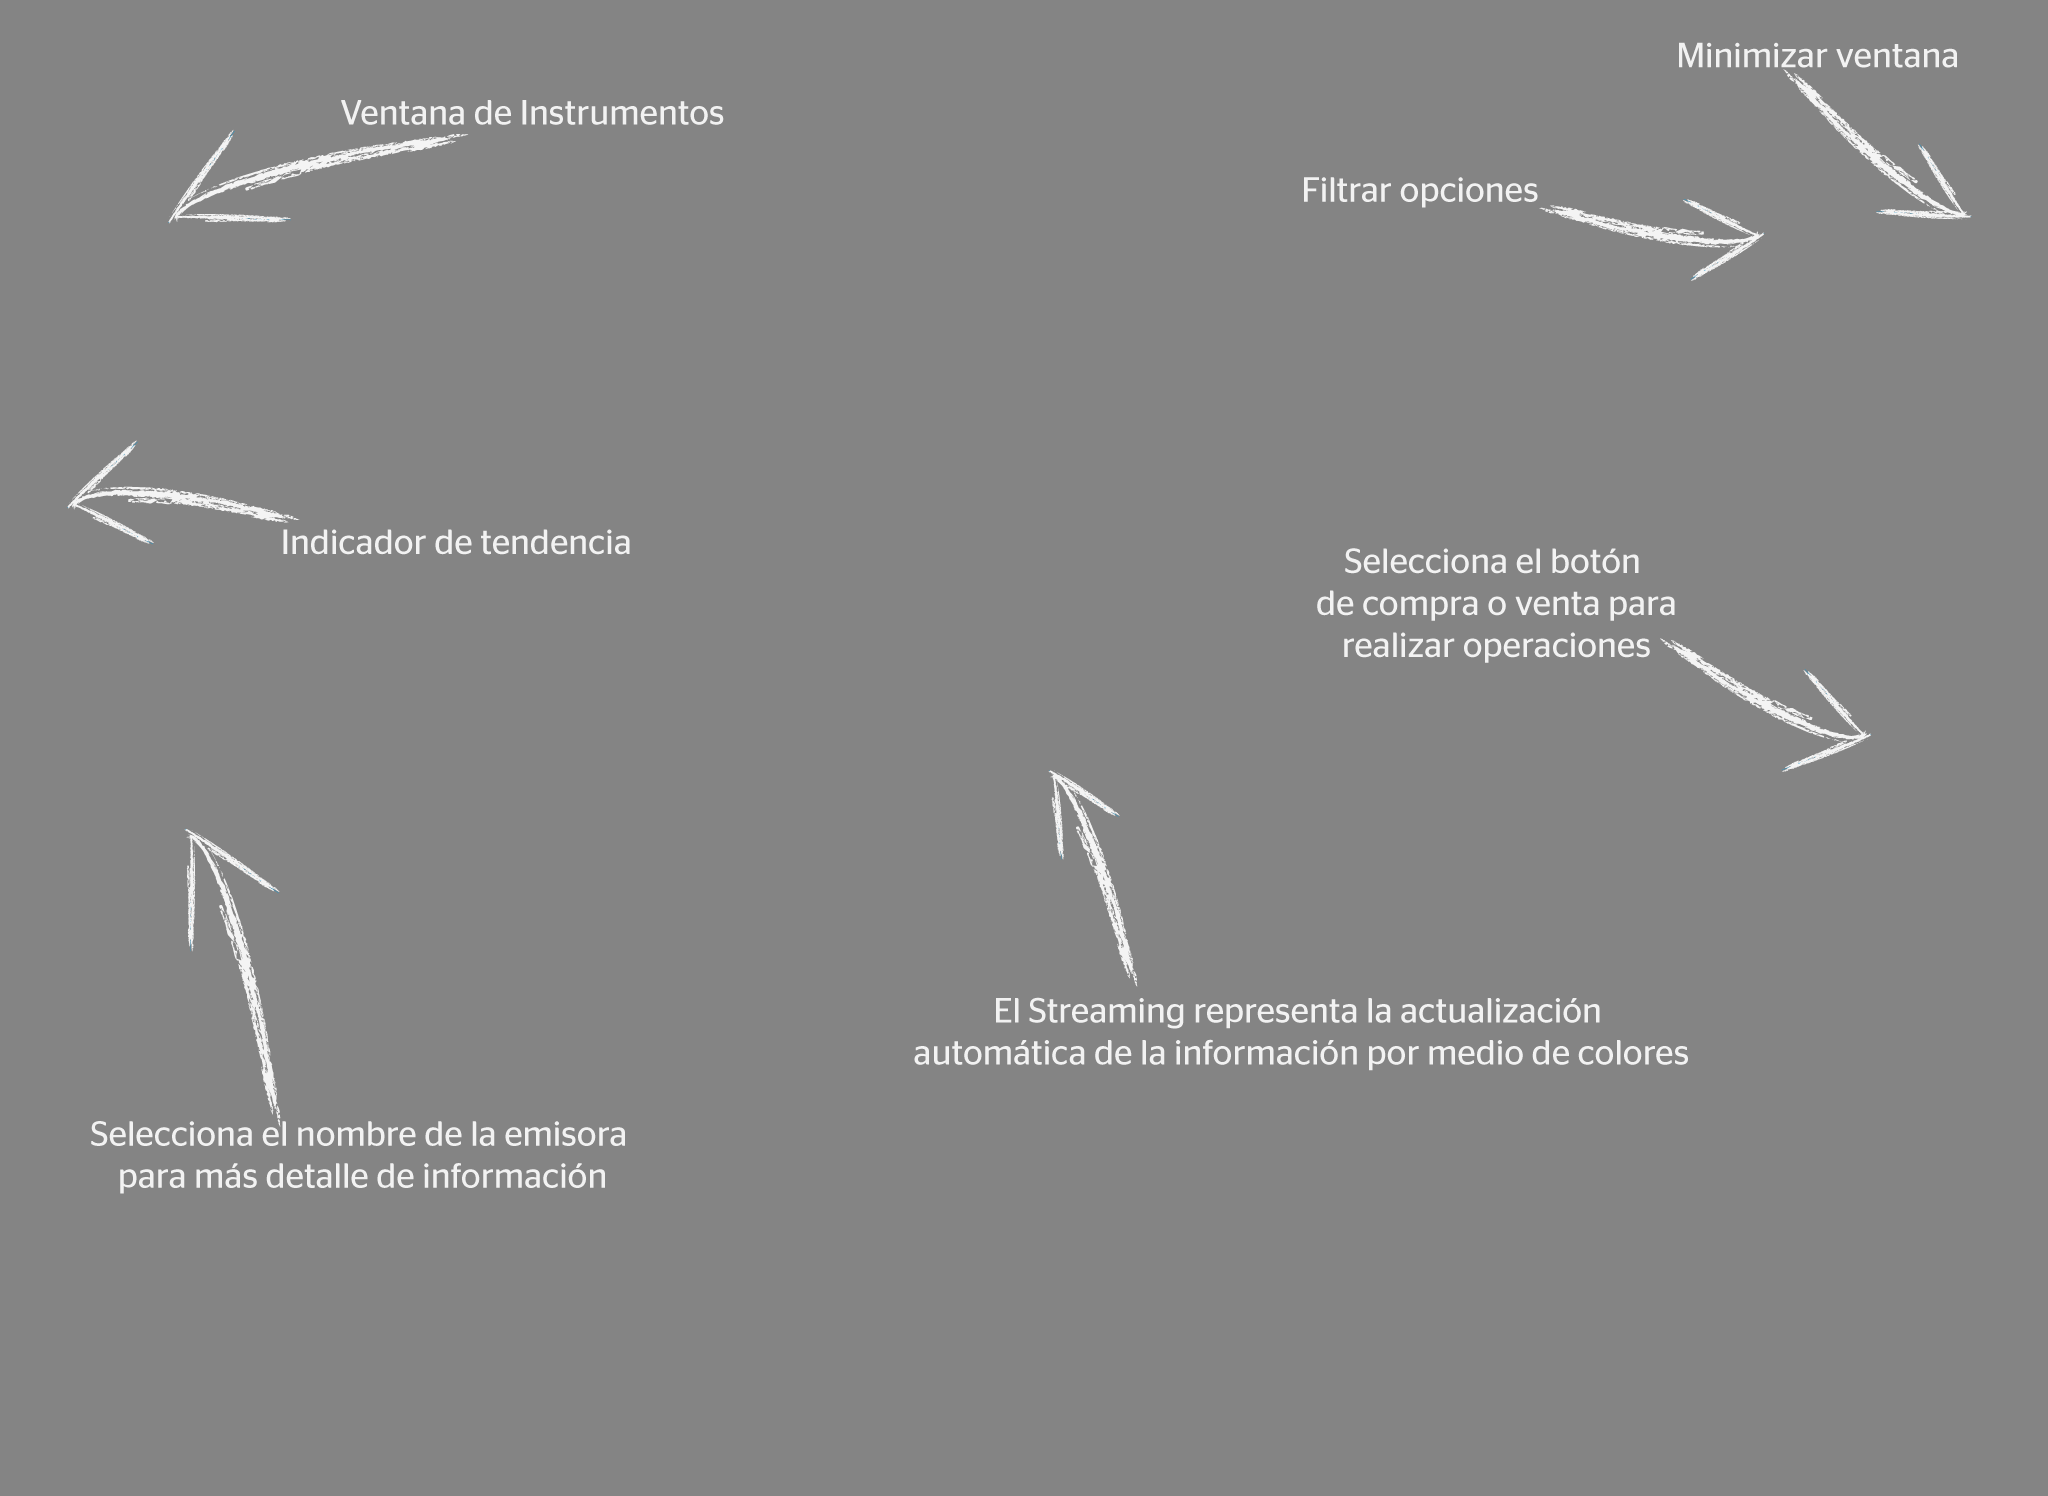 Minimizar ventana
Ventana de Instrumentos
Filtrar opciones
Indicador de tendencia
Selecciona el botón
de compra o venta para
realizar operaciones
El Streaming representa la actualización
automática de la información por medio de colores
Selecciona el nombre de la emisora
para más detalle de información